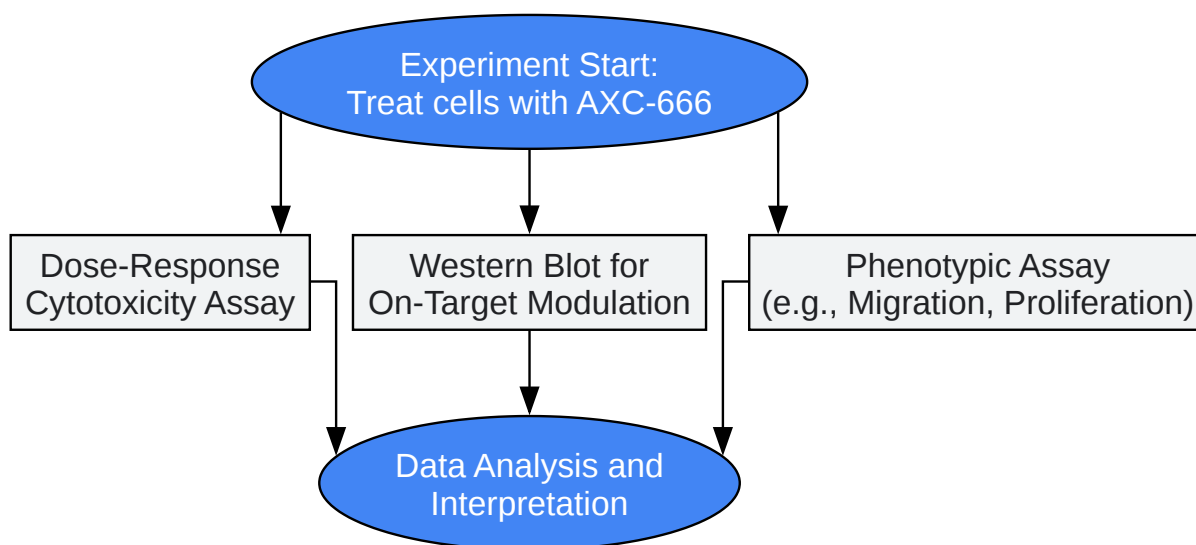 Experiment Start:
Treat cells with AXC-666
Dose-Response
Cytotoxicity Assay
Western Blot for
On-Target Modulation
Phenotypic Assay
(e.g., Migration, Proliferation)
Data Analysis and
Interpretation